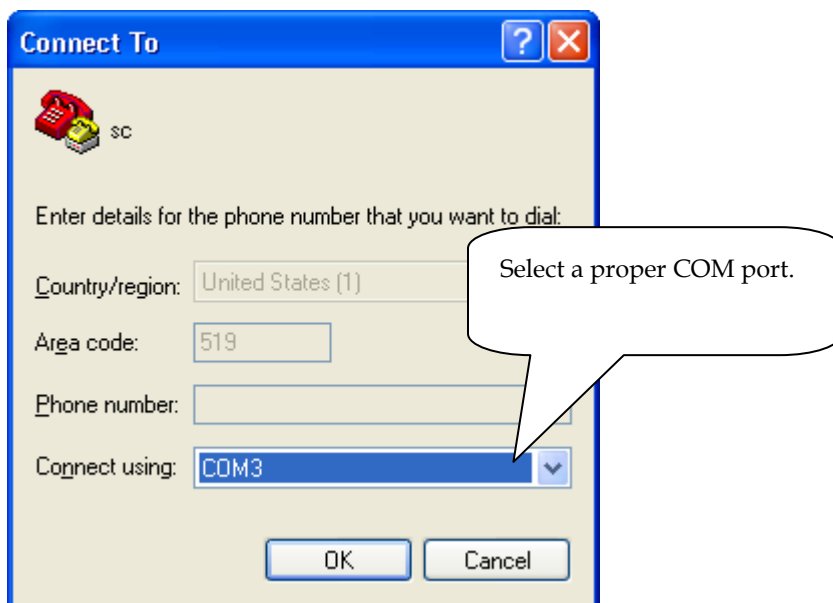 Connect To
sc
Enter details for the phone number that you want to dial:
Country/region: United States (1)
Select a proper COM port.
Area code: 519
Phone number:
Connect using: COM3
OK Cancel